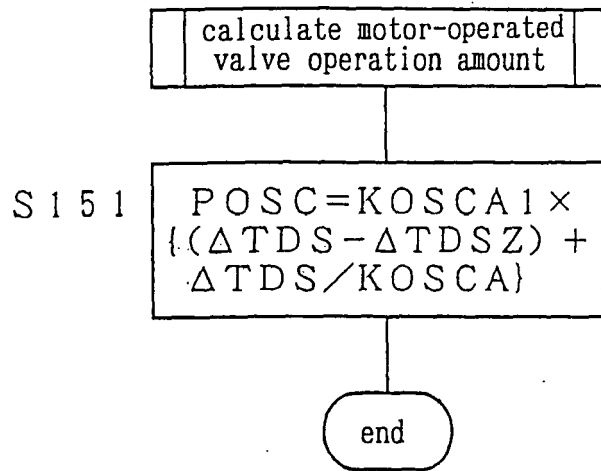 calculate motor-operated
valve operation amount
S151
POSC=KOSCA1×
{(ΔTDS-ΔTDSZ)+
ΔTDS/KOSCA}
end